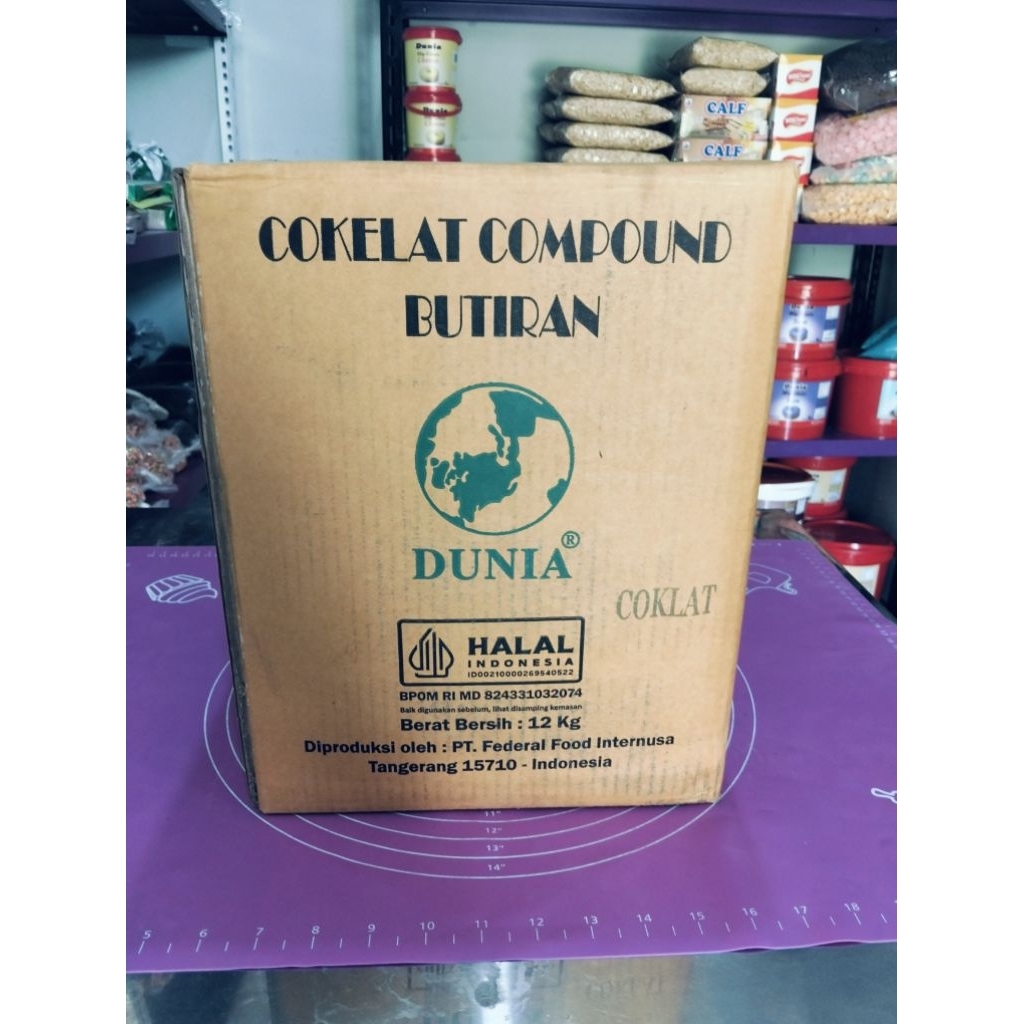 Dunia
Dunia
CALF
CALF
COKELAT COMPOUND
BUTIRAN
DUNIA®
COKLAT
HALAL
INDONESIA
ID00210000269540522
BPOM RI MD 824331032074
Baik digunakan sebelum, lihat disamping kemasan
Berat Bersih : 12 Kg
Diproduksi oleh : PT. Federal Food Internusa
Tangerang 15710 - Indonesia
11"
12"
13"
14"
5 6 7 8 9 10 11 12 13 14 15 16 17 18